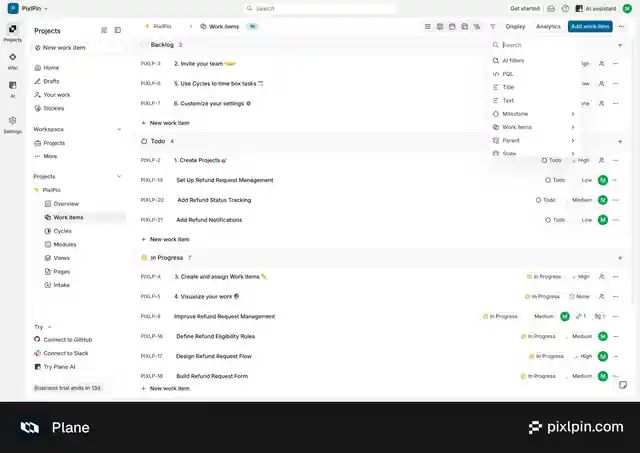 PixlPin
Search
Get started
AI assistant
M
Projects
Wiki
AI
Settings
Projects
New work item
Home
Drafts
Your work
Stickies
Workspace
Projects
More
Projects
PixlPin
Overview
Work items
Cycles
Modules
Views
Pages
Intake
Try
Connect to GitHub
Connect to Slack
Try Plane AI
Business trial ends in 13d
PixlPin
Work items
Display
Analytics
Add work item
Backlog 3
PIXLP-3 2. Invite your team
PIXLP-6 5. Use Cycles to time box tasks
PIXLP-7 6. Customize your settings
New work item
Search
AI filters
PQL
Title
Text
Milestone
Work items
Parent
State
Todo 4
PIXLP-2 1. Create Projects Todo High
PIXLP-19 Set Up Refund Request Management Todo Low M
PIXLP-20 Add Refund Status Tracking Todo Medium M
PIXLP-21 Add Refund Notifications Todo Low M
New work item
In Progress 7
PIXLP-4 3. Create and assign Work Items In Progress High
PIXLP-5 4. Visualize your work In Progress None
PIXLP-8 Improve Refund Request Management In Progress Medium M 1 1
PIXLP-16 Define Refund Eligibility Rules In Progress Medium M
PIXLP-17 Design Refund Request Flow In Progress High M
PIXLP-18 Build Refund Request Form In Progress Low M
New work item
Plane
pixlpin.com